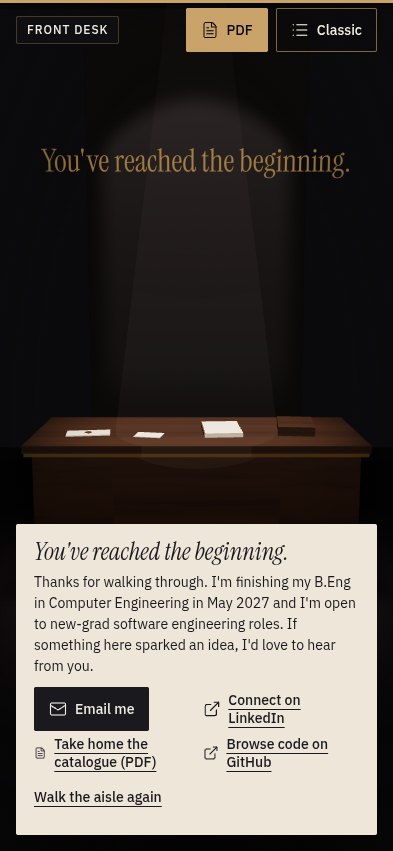 FRONT DESK
PDF
Classic
You've reached the beginning.
You've reached the beginning.
Thanks for walking through. I'm finishing my B.Eng
in Computer Engineering in May 2027 and I'm open
to new-grad software engineering roles. If
something here sparked an idea, I'd love to hear
from you.
Email me
Connect on
LinkedIn
Take home the
catalogue (PDF)
Browse code on
GitHub
Walk the aisle again